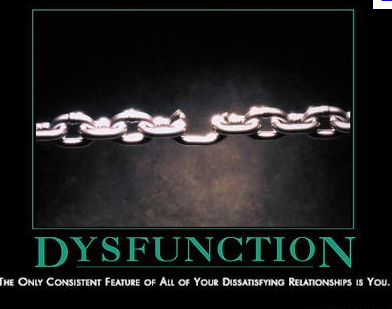 DYSFUNCTION
THE ONLY CONSISTENT FEATURE OF ALL OF YOUR DISSATISFYING RELATIONSHIPS IS YOU.